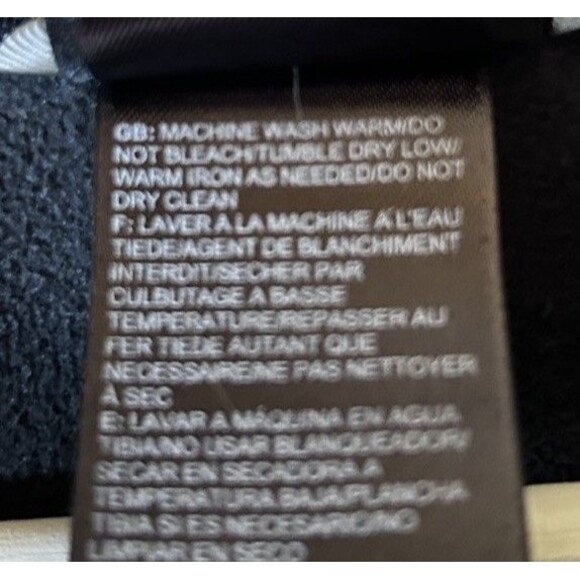 GB: MACHINE WASH WARM/DO
NOT BLEACH/TUMBLE DRY LOW/
WARM IRON AS NEEDED/DO NOT
DRY CLEAN
F: LAVER À LA MACHINE À L'EAU
TIEDE/AGENT DE BLANCHIMENT
INTERDIT/SECHER PAR
CULBUTAGE A BASSE
TEMPERATURE/REPASSER AU
FER TIEDE AUTANT QUE
NECESSAIRE/NE PAS NETTOYER
À SEC
E: LAVAR A MÁQUINA EN AGUA
TIBIA/NO USAR BLANQUEADOR/
SECAR EN SECADORA A
TEMPERATURA BAJA/PLANCHA
TIBIA SI ES NECESARIO/NO
LIMPIAR EN SECO